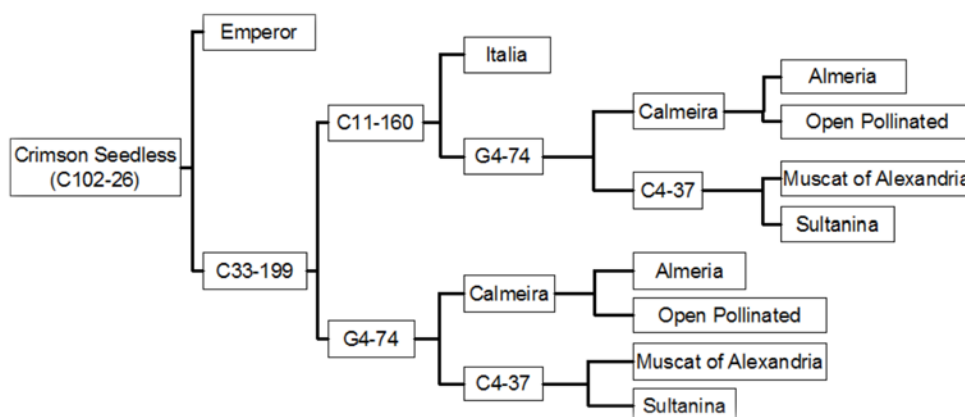 Emperor
Italia
Almeria
Calmeira
Open Pollinated
C11-160
G4-74
Crimson Seedless
(C102-26)
C4-37
Muscat of Alexandria
Sultanina
C33-199
Almeria
Calmeira
Open Pollinated
G4-74
Muscat of Alexandria
C4-37
Sultanina